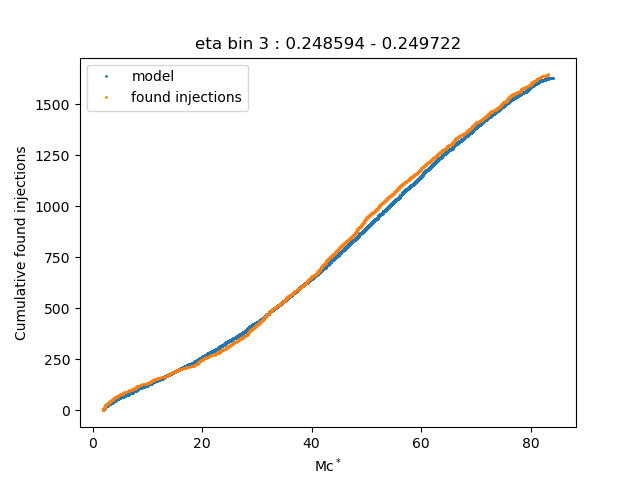 eta bin 3 : 0.248594 - 0.249722
model
found injections
1500
1250
1000
750
500
250
0
Cumulative found injections
0 20 40 60 80
Mc*